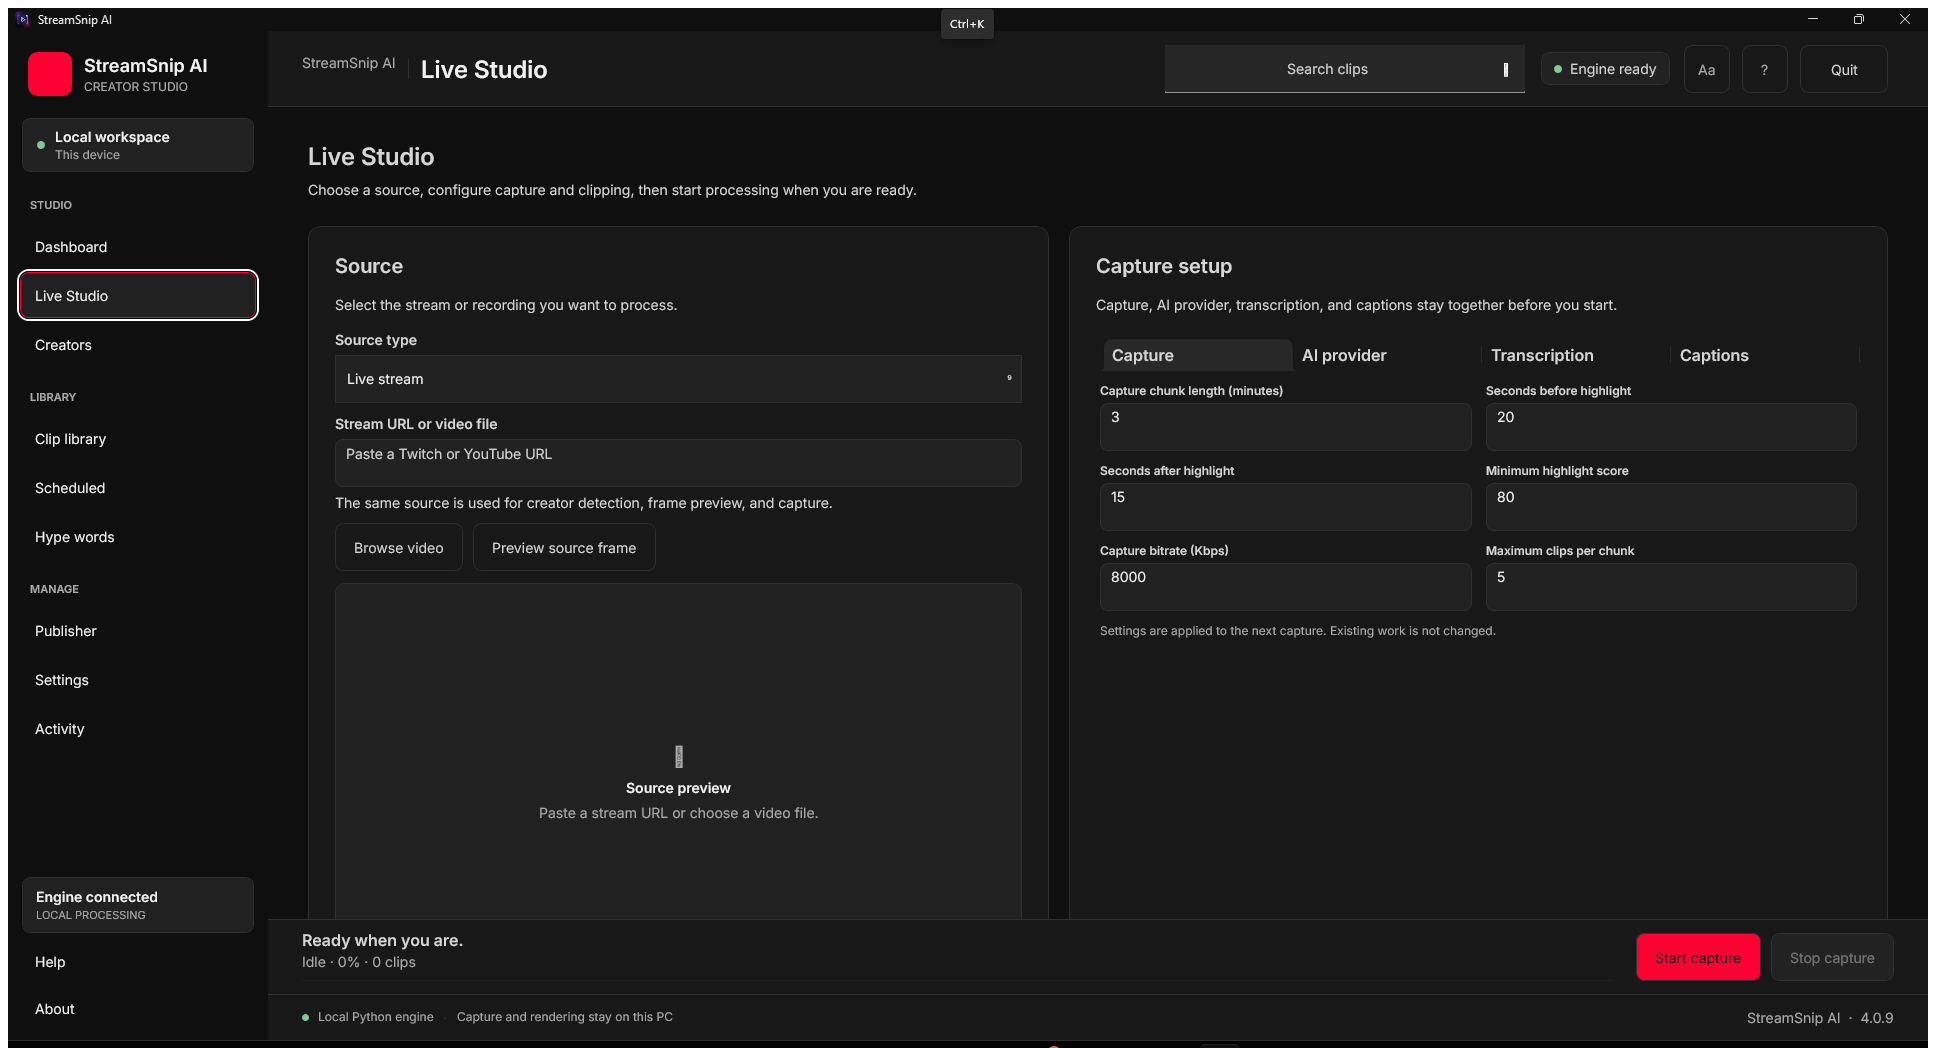 StreamSnip AI
Ctrl+K
StreamSnip AI
CREATOR STUDIO
StreamSnip AI
Live Studio
Search clips
Engine ready
Aa
?
Quit
Local workspace
This device
STUDIO
Dashboard
Live Studio
Creators
LIBRARY
Clip library
Scheduled
Hype words
MANAGE
Publisher
Settings
Activity
Engine connected
LOCAL PROCESSING
Help
About
Live Studio
Choose a source, configure capture and clipping, then start processing when you are ready.
Source
Select the stream or recording you want to process.
Source type
Live stream
Stream URL or video file
Paste a Twitch or YouTube URL
The same source is used for creator detection, frame preview, and capture.
Browse video
Preview source frame
Source preview
Paste a stream URL or choose a video file.
Capture setup
Capture, AI provider, transcription, and captions stay together before you start.
Capture
AI provider
Transcription
Captions
Capture chunk length (minutes)
3
Seconds before highlight
20
Seconds after highlight
15
Minimum highlight score
80
Capture bitrate (Kbps)
8000
Maximum clips per chunk
5
Settings are applied to the next capture. Existing work is not changed.
Ready when you are.
Idle · 0% · 0 clips
Start capture
Stop capture
Local Python engine
Capture and rendering stay on this PC
StreamSnip AI · 4.0.9